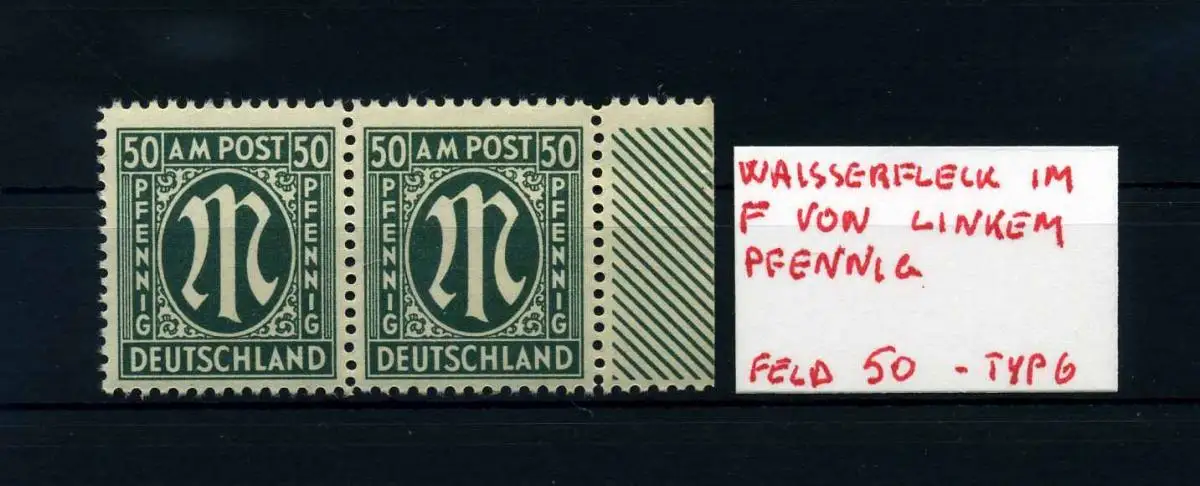 50 AM POST 50
PFENNIG
M
PFENNIG
DEUTSCHLAND
50 AM POST 50
PFENNIG
M
PFENNIG
DEUTSCHLAND
WAISSERFLECK IM
F VON LINKEM
PFENNIG
FELD 50 - TYP 6